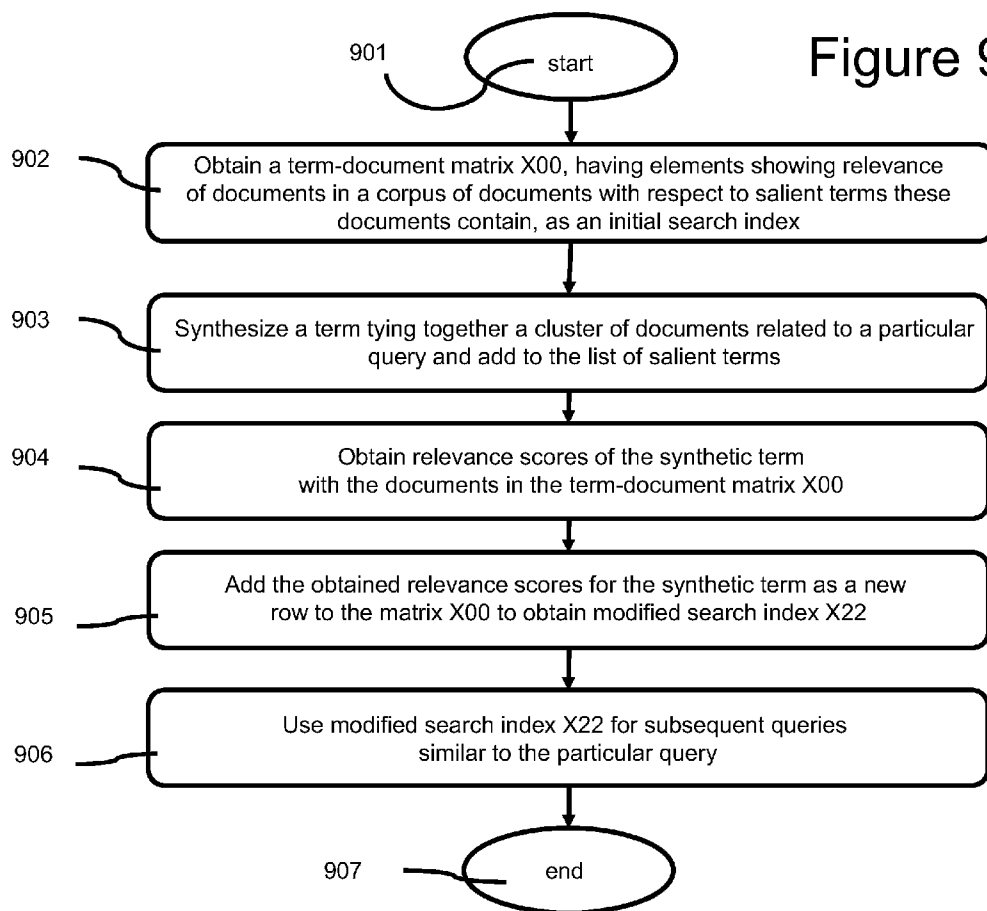 Figure 9
901
start
902
Obtain a term-document matrix X00, having elements showing relevance
of documents in a corpus of documents with respect to salient terms these
documents contain, as an initial search index
903
Synthesize a term tying together a cluster of documents related to a particular
query and add to the list of salient terms
904
Obtain relevance scores of the synthetic term
with the documents in the term-document matrix X00
905
Add the obtained relevance scores for the synthetic term as a new
row to the matrix X00 to obtain modified search index X22
906
Use modified search index X22 for subsequent queries
similar to the particular query
907
end